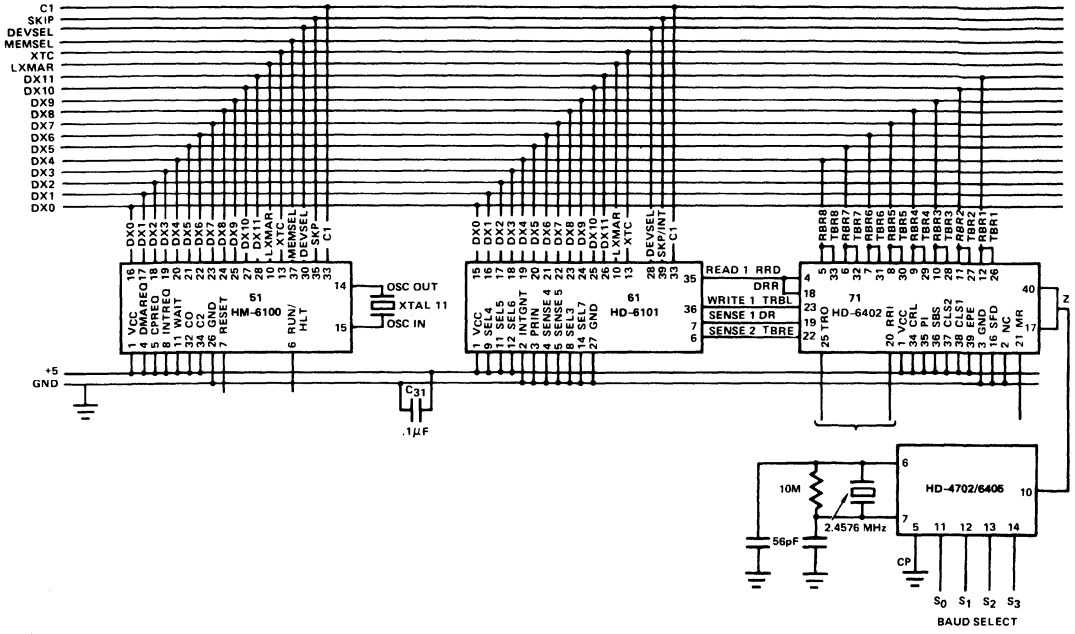 C1
SKIP
DEVSEL
MEMSEL
XTC
LXMAR
DX11
DX10
DX9
DX8
DX7
DX6
DX5
DX4
DX3
DX2
DX1
DX0
DX0 DX1 DX2 DX3 DX4 DX5 DX6 DX7 DX8 DX9 DX10 DX11 LXMAR XTC MEMSEL DEVSEL SKP C1
16 17 18 19 20 21 22 23 24 25 27 28 10 13 37 30 35 33
51
HM-6100
1 VCC
4 DMAREQ
5 CPREQ
8 INTREQ
11 WAIT
32 CO
34 C2
26 GND
7 RESET
6 RUN/HLT
14 OSC OUT
XTAL 11
15 OSC IN
DX0 DX1 DX2 DX3 DX4 DX5 DX6 DX7 DX8 DX9 DX10 DX11 LXMAR XTC DEVSEL SKP/INT C1
15 16 17 18 19 20 21 22 23 24 25 26 10 13 28 39 33
61
HD-6101
1 VCC
9 SEL4
11 SEL5
12 SEL6
2 INTGNT
3 PRIN
4 SENSE 4
5 SENSE 5
8 SEL3
14 SEL7
27 GND
35 READ 1 RRD 4
DRR 18
36 WRITE 1 TRBL 23
7 SENSE 1 DR 19
6 SENSE 2 TBRE 22
RBR8 TBR8 RBR7 TBR7 RBR6 TBR6 RBR5 TBR5 RBR4 TBR4 RBR3 TBR3 RBR2 TBR2 RBR1 TBR1
5 33 6 32 7 31 8 30 9 29 10 28 11 27 12 26
71
HD-6402
25 TRO
20 RRI
1 VCC
34 CRL
35 PI
36 SBS
37 CLS2
38 CLS1
39 EPE
3 GND
16 SFD
2 NC
21 MR
40
17
Z
+5
GND
C31
.1µF
10M
56pF
2.4576 MHz
6
7
HD-4702/6405
10
5 11 12 13 14
CP
S0 S1 S2 S3
BAUD SELECT